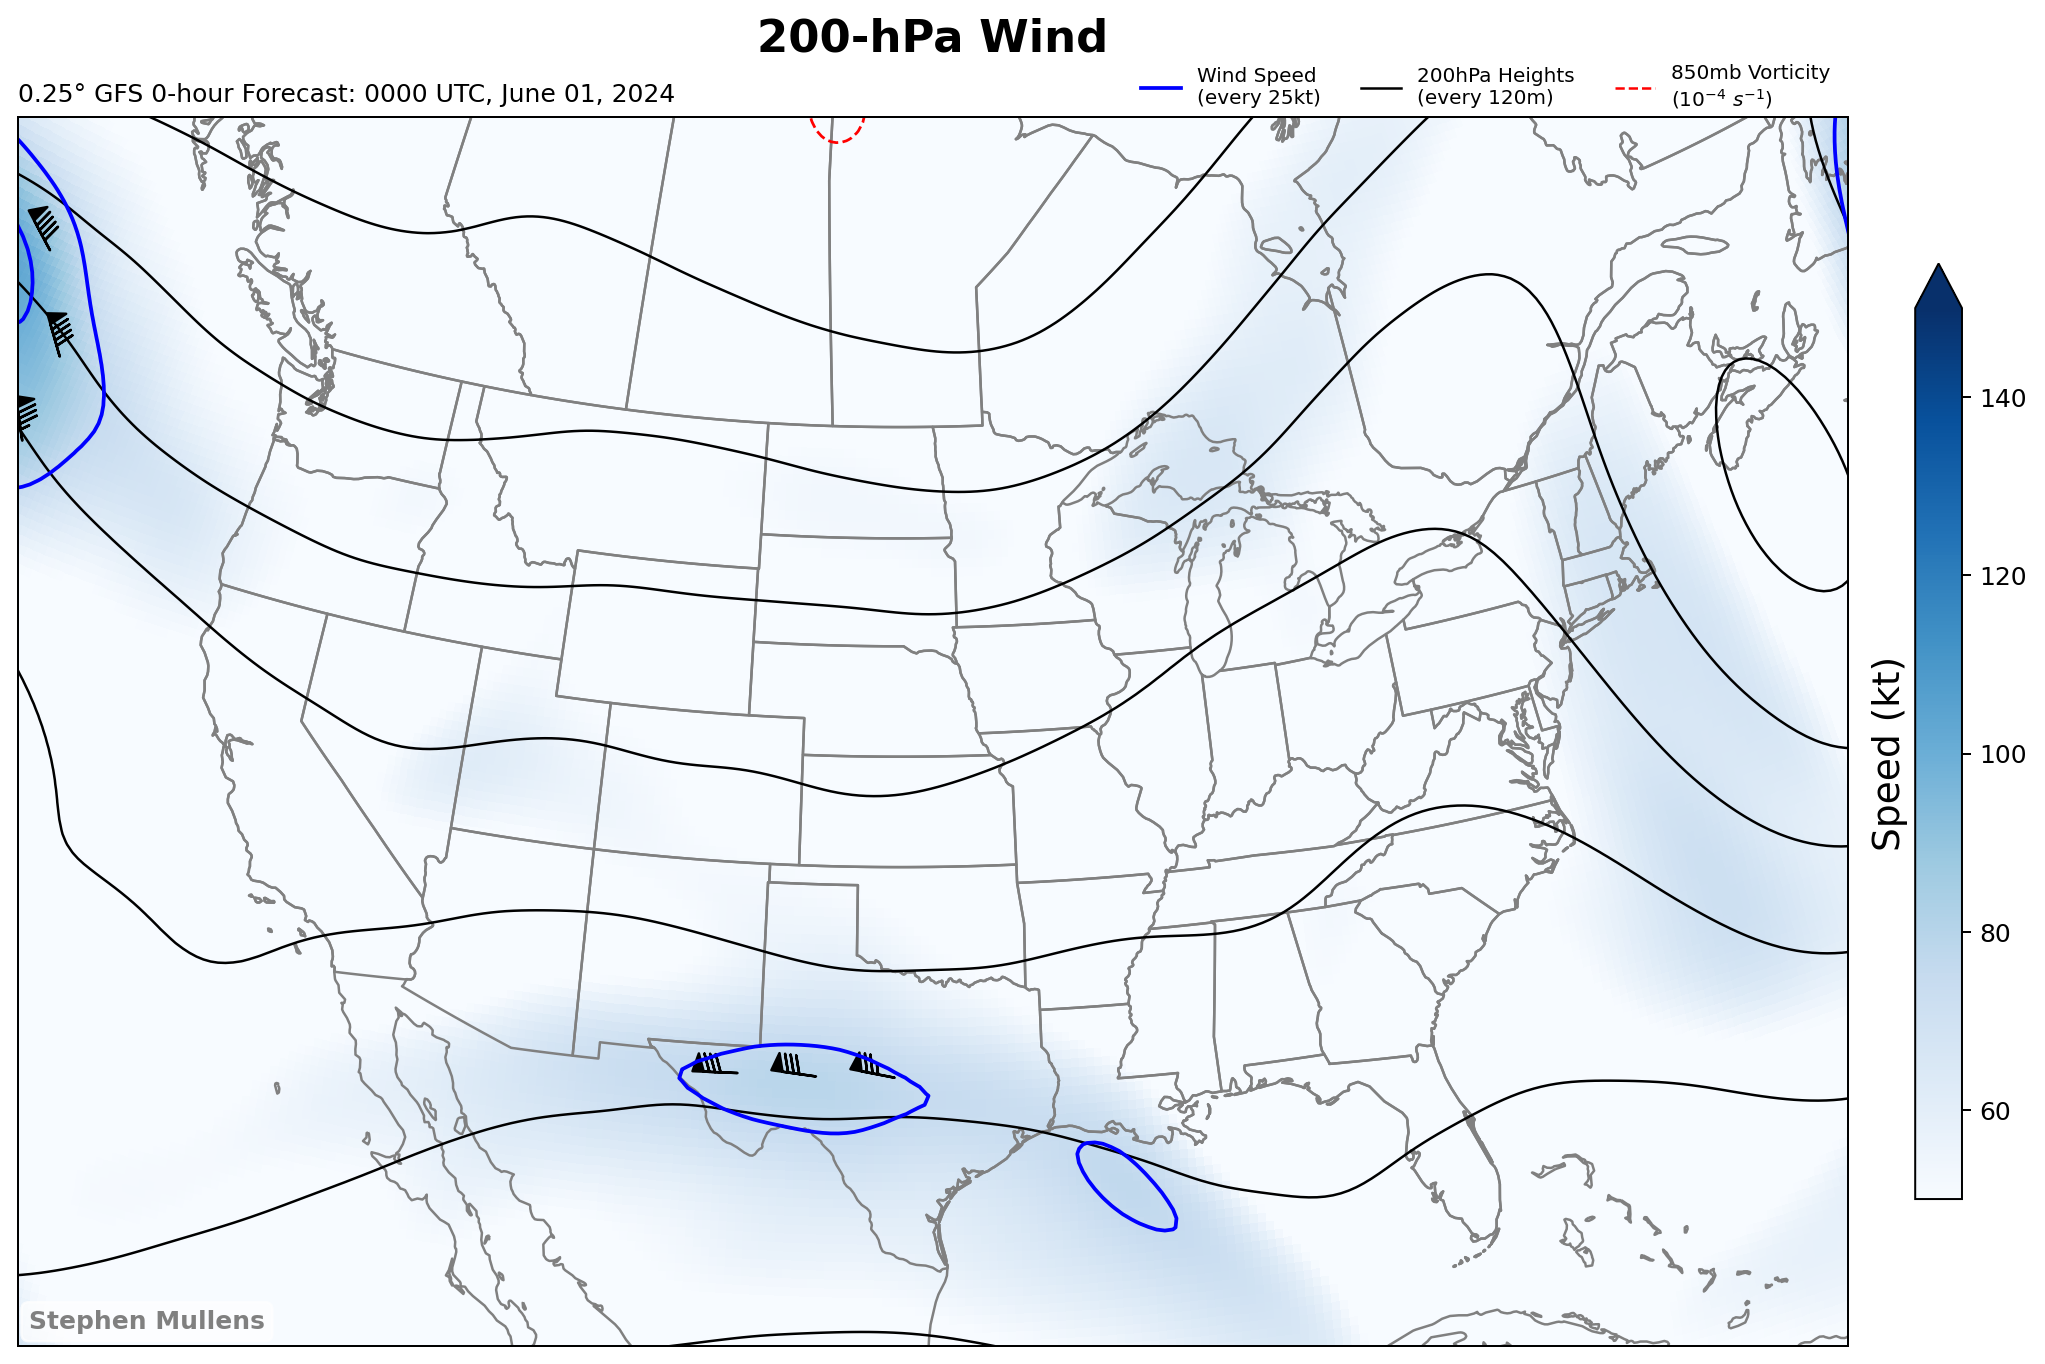 200-hPa Wind
0.25° GFS 0-hour Forecast: 0000 UTC, June 01, 2024
Wind Speed
(every 25kt)
200hPa Heights
(every 120m)
850mb Vorticity
(10⁻⁴ s⁻¹)
140
120
100
80
60
Speed (kt)
Stephen Mullens